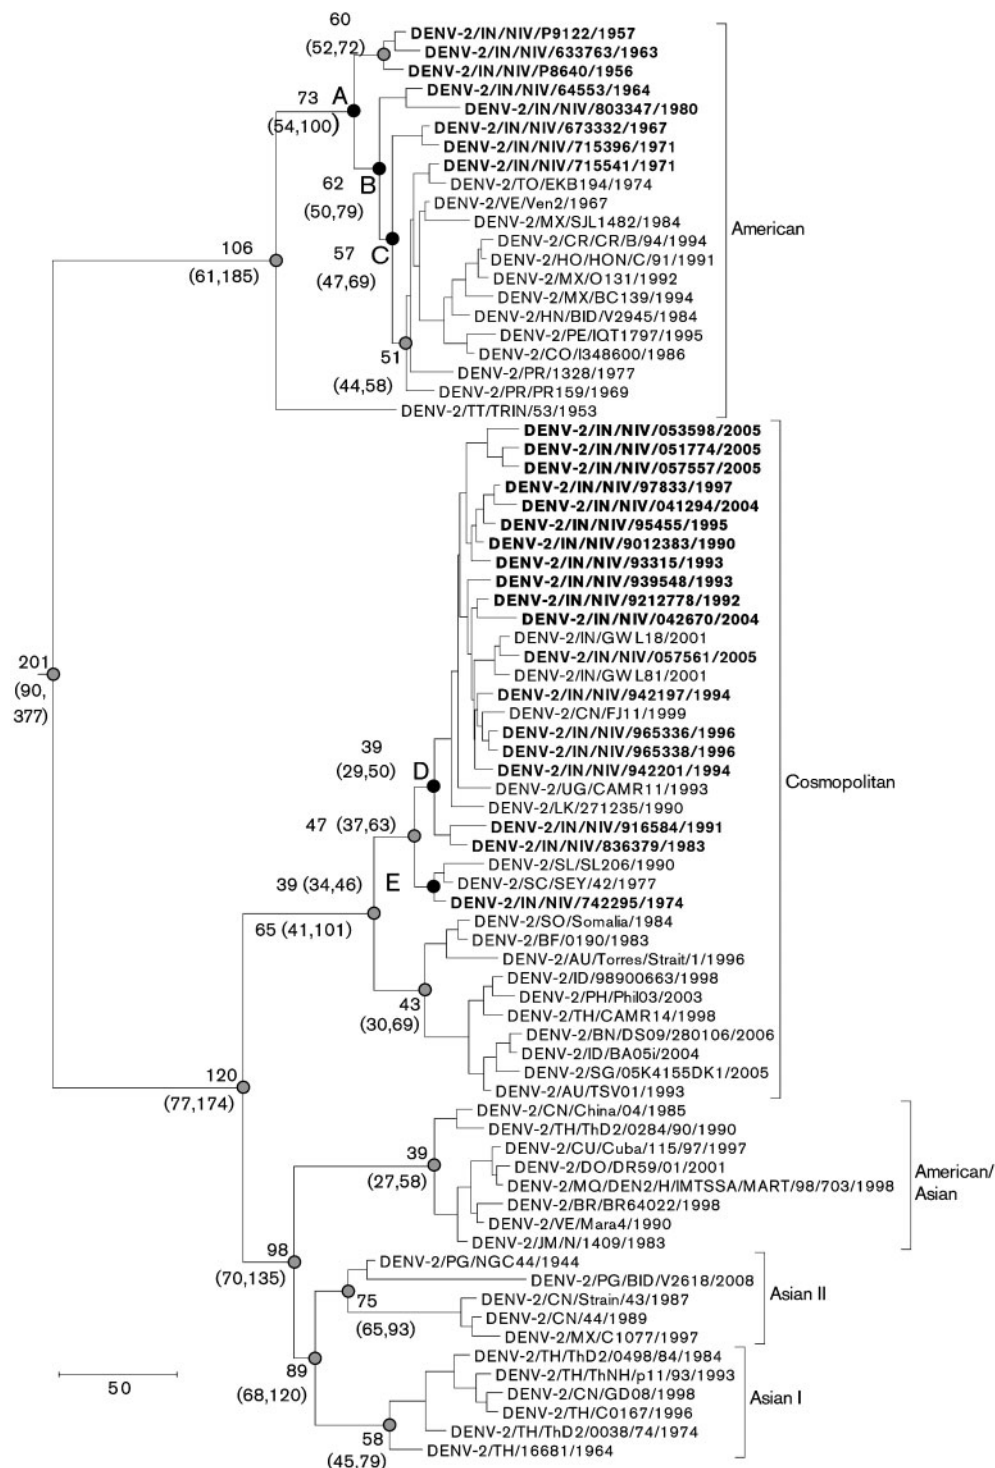 60
(52,72)
DENV-2/IN/NIV/P9122/1957
DENV-2/IN/NIV/633763/1963
DENV-2/IN/NIV/P8640/1956
73
A
(54,100)
DENV-2/IN/NIV/64553/1964
DENV-2/IN/NIV/803347/1980
DENV-2/IN/NIV/673332/1967
DENV-2/IN/NIV/715396/1971
DENV-2/IN/NIV/715541/1971
62
B
(50,79)
DENV-2/TO/EKB194/1974
DENV-2/VE/Ven2/1967
DENV-2/MX/SJL1482/1984
American
DENV-2/CR/CR/B/94/1994
106
57
C
(61,185)
(47,69)
DENV-2/HO/HON/C/91/1991
DENV-2/MX/O131/1992
DENV-2/MX/BC139/1994
DENV-2/HN/BID/V2945/1984
DENV-2/PE/IQT1797/1995
DENV-2/CO/I348600/1986
51
(44,58)
DENV-2/PR/1328/1977
DENV-2/PR/PR159/1969
DENV-2/TT/TRIN/53/1953
DENV-2/IN/NIV/053598/2005
DENV-2/IN/NIV/051774/2005
DENV-2/IN/NIV/057557/2005
DENV-2/IN/NIV/97833/1997
DENV-2/IN/NIV/041294/2004
DENV-2/IN/NIV/95455/1995
DENV-2/IN/NIV/9012383/1990
DENV-2/IN/NIV/93315/1993
DENV-2/IN/NIV/939548/1993
DENV-2/IN/NIV/9212778/1992
DENV-2/IN/NIV/042670/2004
DENV-2/IN/GWL18/2001
DENV-2/IN/NIV/057561/2005
DENV-2/IN/GWL81/2001
201
(90,
377)
DENV-2/IN/NIV/942197/1994
DENV-2/CN/FJ11/1999
DENV-2/IN/NIV/965336/1996
DENV-2/IN/NIV/965338/1996
DENV-2/IN/NIV/942201/1994
39
(29,50)
D
DENV-2/UG/CAMR11/1993
Cosmopolitan
DENV-2/LK/271235/1990
47 (37,63)
DENV-2/IN/NIV/916584/1991
DENV-2/IN/NIV/836379/1983
DENV-2/SL/SL206/1990
39 (34,46)
E
DENV-2/SC/SEY/42/1977
DENV-2/IN/NIV/742295/1974
65 (41,101)
DENV-2/SO/Somalia/1984
DENV-2/BF/0190/1983
DENV-2/AU/Torres/Strait/1/1996
DENV-2/ID/98900663/1998
DENV-2/PH/Phil03/2003
43
(30,69)
DENV-2/TH/CAMR14/1998
DENV-2/BN/DS09/280106/2006
DENV-2/ID/BA05i/2004
DENV-2/SG/05K4155DK1/2005
DENV-2/AU/TSV01/1993
120
(77,174)
DENV-2/CN/China/04/1985
DENV-2/TH/ThD2/0284/90/1990
DENV-2/CU/Cuba/115/97/1997
39
(27,58)
DENV-2/DO/DR59/01/2001
DENV-2/MQ/DEN2/H/IMTSSA/MART/98/703/1998
American/
Asian
DENV-2/BR/BR64022/1998
DENV-2/VE/Mara4/1990
DENV-2/JM/N/1409/1983
98
(70,135)
DENV-2/PG/NGC44/1944
DENV-2/PG/BID/V2618/2008
Asian II
75
(65,93)
DENV-2/CN/Strain/43/1987
DENV-2/CN/44/1989
DENV-2/MX/C1077/1997
89
(68,120)
DENV-2/TH/ThD2/0498/84/1984
DENV-2/TH/ThNH/p11/93/1993
DENV-2/CN/GD08/1998
Asian I
50
DENV-2/TH/C0167/1996
DENV-2/TH/ThD2/0038/74/1974
58
(45,79)
DENV-2/TH/16681/1964